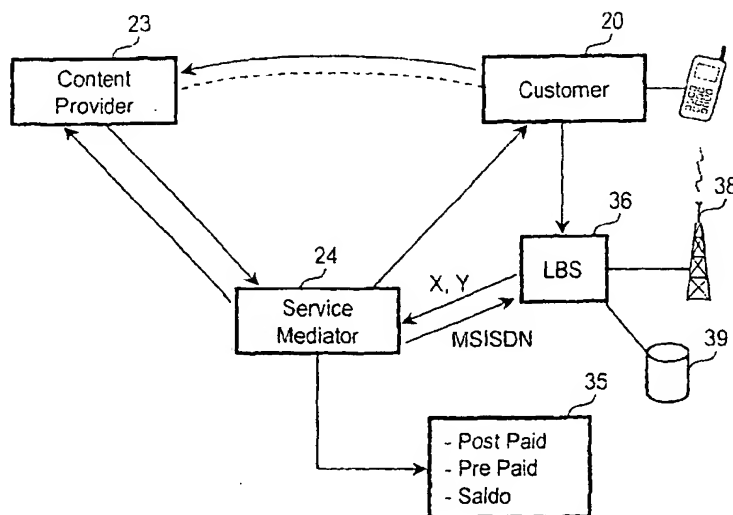 23
20
Content
Provider
Customer
38
36
LBS
24
X, Y
Service
Mediator
MSISDN
39
35
- Post Paid
- Pre Paid
- Saldo